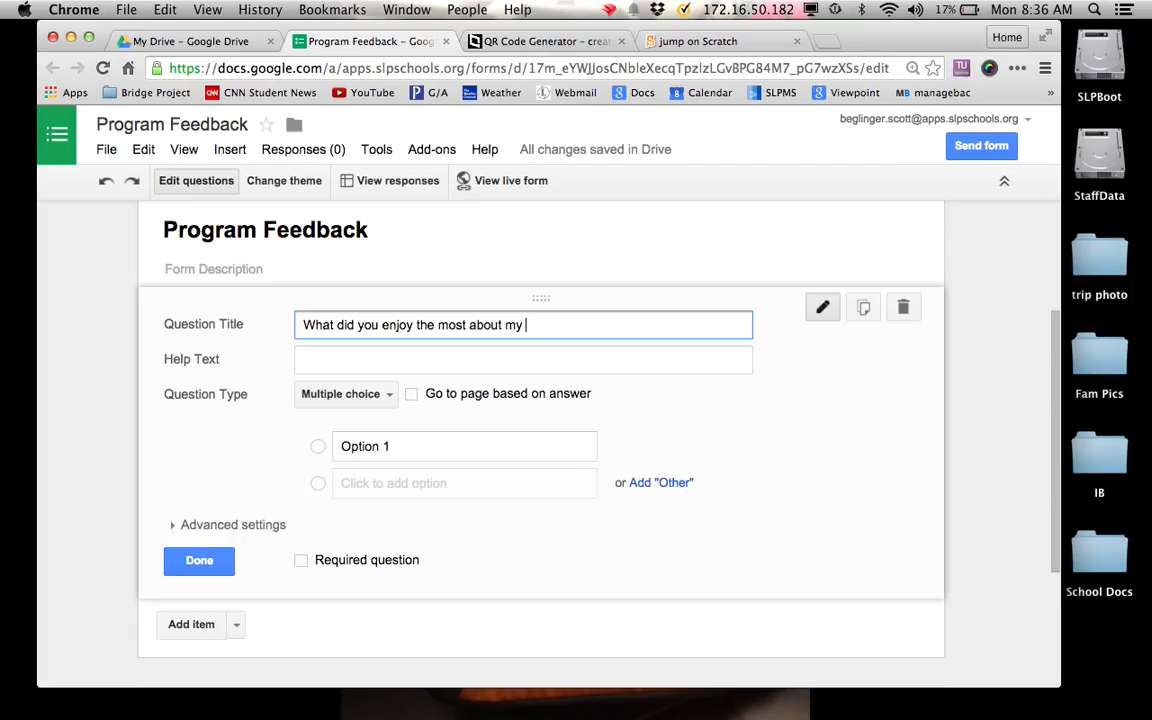 Chrome File Edit View History Bookmarks Window People Help 172.16.50.182 17% Mon 8:36 AM
My Drive - Google Drive × Program Feedback - Goog × QR Code Generator - creat × jump on Scratch × Home
https://docs.google.com/a/apps.slpschools.org/forms/d/17m_eYWJJosCNbleXecqTpzlzLGvBPG84M7_pG7wzXSs/edit
Apps Bridge Project CNN Student News YouTube G/A Weather Webmail Docs Calendar SLPMS Viewpoint MB managebac »
SLPBoot
StaffData
trip photo
Fam Pics
IB
School Docs
Program Feedback
beglinger.scott@apps.slpschools.org
File Edit View Insert Responses (0) Tools Add-ons Help All changes saved in Drive
Send form
Edit questions Change theme View responses View live form
Program Feedback
Form Description
Question Title What did you enjoy the most about my
Help Text
Question Type Multiple choice Go to page based on answer
Option 1
Click to add option or Add "Other"
Advanced settings
Done Required question
Add item